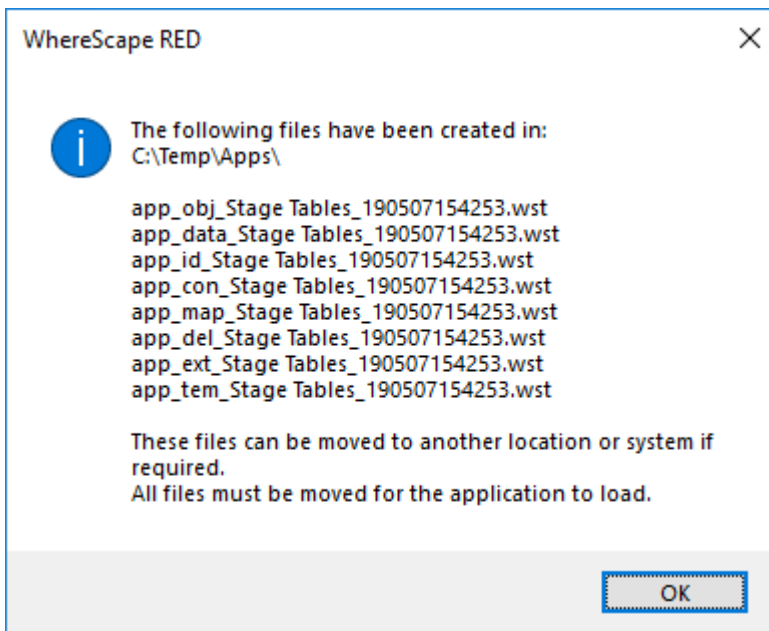 WhereScape RED
The following files have been created in:
C:\Temp\Apps\
app_obj_Stage Tables_190507154253.wst
app_data_Stage Tables_190507154253.wst
app_id_Stage Tables_190507154253.wst
app_con_Stage Tables_190507154253.wst
app_map_Stage Tables_190507154253.wst
app_del_Stage Tables_190507154253.wst
app_ext_Stage Tables_190507154253.wst
app_tem_Stage Tables_190507154253.wst
These files can be moved to another location or system if
required.
All files must be moved for the application to load.
OK